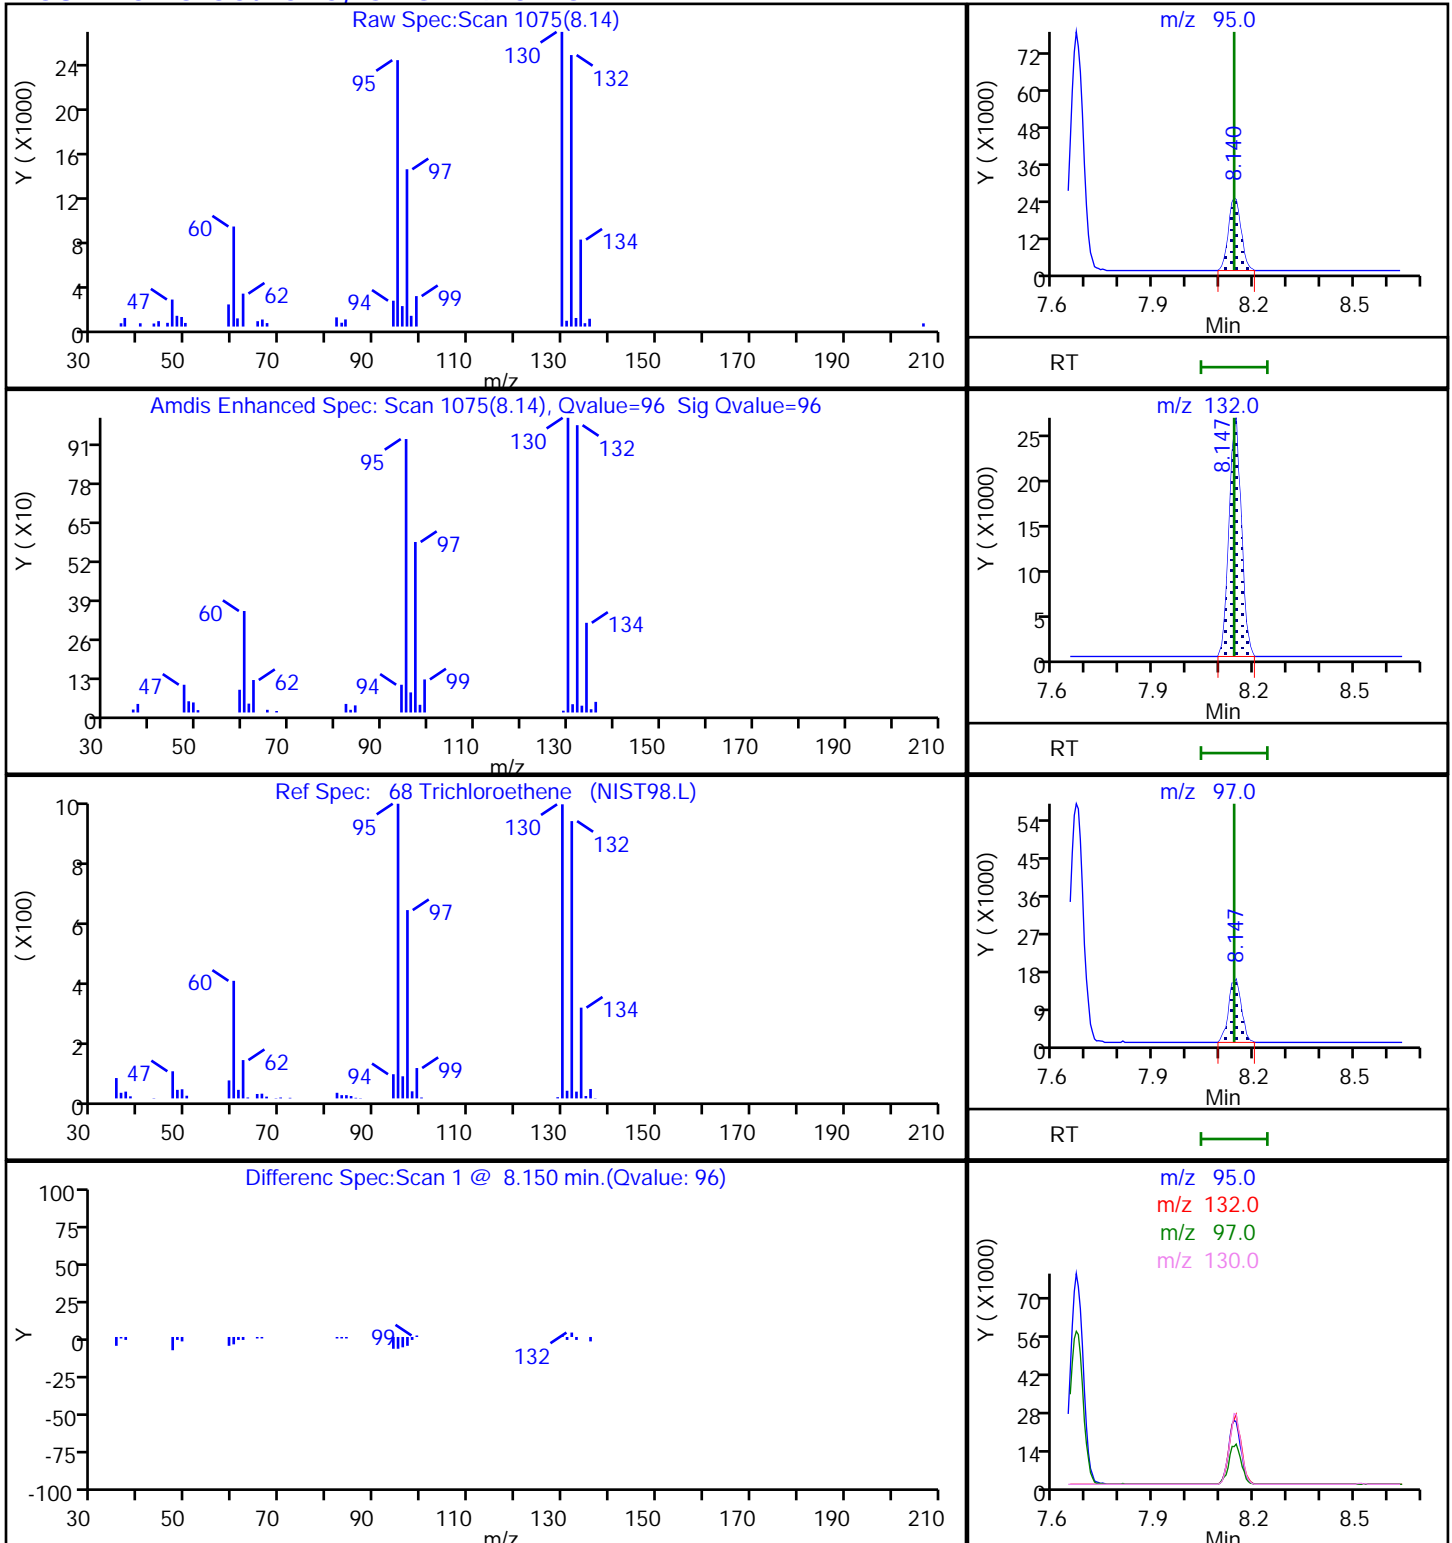 Raw Spec:Scan 1075(8.14)
Y ( X1000)
24
20
16
12
8
4
0
130
95
132
97
60
134
47
62
94
99
30 50 70 90 110 130 150 170 190 210
m/z
m/z 95.0
Y ( X1000)
72
60
48
36
24
12
0
8.140
7.6 7.9 8.2 8.5
Min
RT
Amdis Enhanced Spec: Scan 1075(8.14), Qvalue=96 Sig Qvalue=96
Y ( X10)
91
78
65
52
39
26
13
0
130
95
132
97
60
134
47
62
94
99
30 50 70 90 110 130 150 170 190 210
m/z
m/z 132.0
Y ( X1000)
25
20
15
10
5
0
8.147
7.6 7.9 8.2 8.5
Min
RT
Ref Spec: 68 Trichloroethene (NIST98.L)
( X100)
10
8
6
4
2
0
95
130
132
97
60
134
47
62
94
99
30 50 70 90 110 130 150 170 190 210
m/z 97.0
Y ( X1000)
54
45
36
27
18
9
0
8.147
7.6 7.9 8.2 8.5
Min
RT
Differenc Spec:Scan 1 @ 8.150 min.(Qvalue: 96)
Y
100
75
50
25
0
-25
-50
-75
-100
99
132
30 50 70 90 110 130 150 170 190 210
m/z
m/z 95.0
m/z 132.0
m/z 97.0
m/z 130.0
Y ( X1000)
70
56
42
28
14
0
7.6 7.9 8.2 8.5
Min